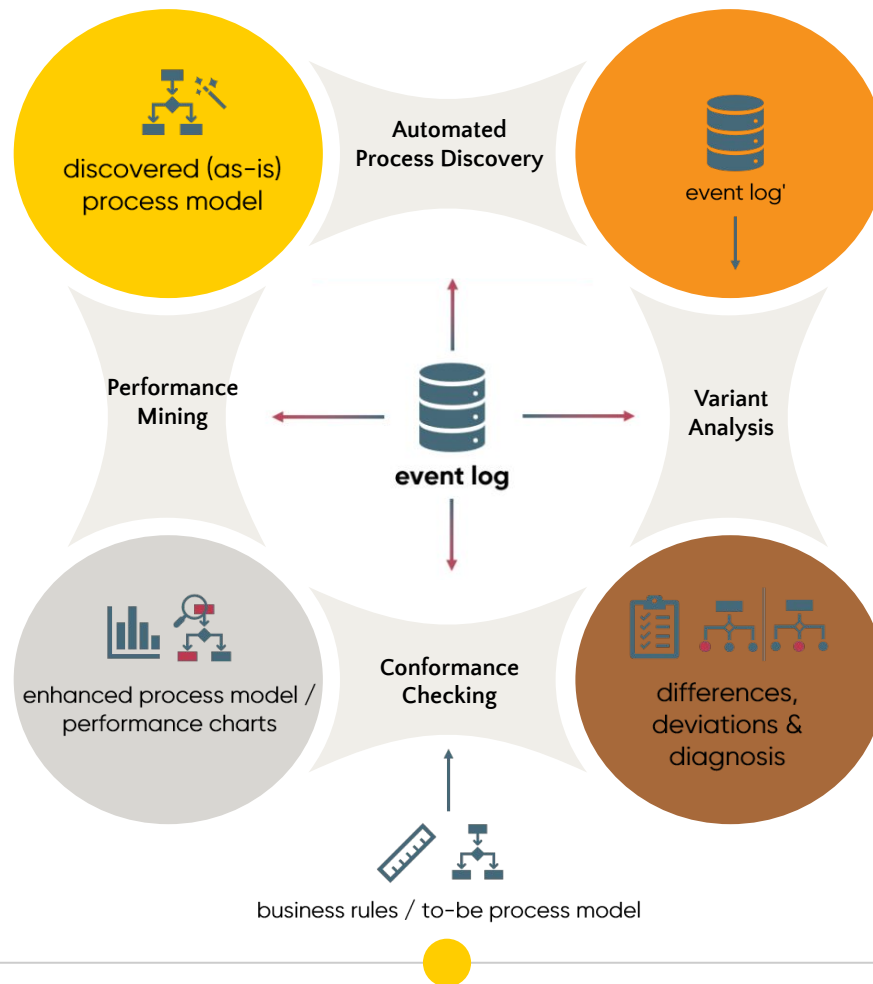 Automated
Process Discovery
discovered (as-is)
process model
event log'
Performance
Mining
Variant
Analysis
event log
Conformance
Checking
enhanced process model /
performance charts
differences,
deviations &
diagnosis
business rules / to-be process model